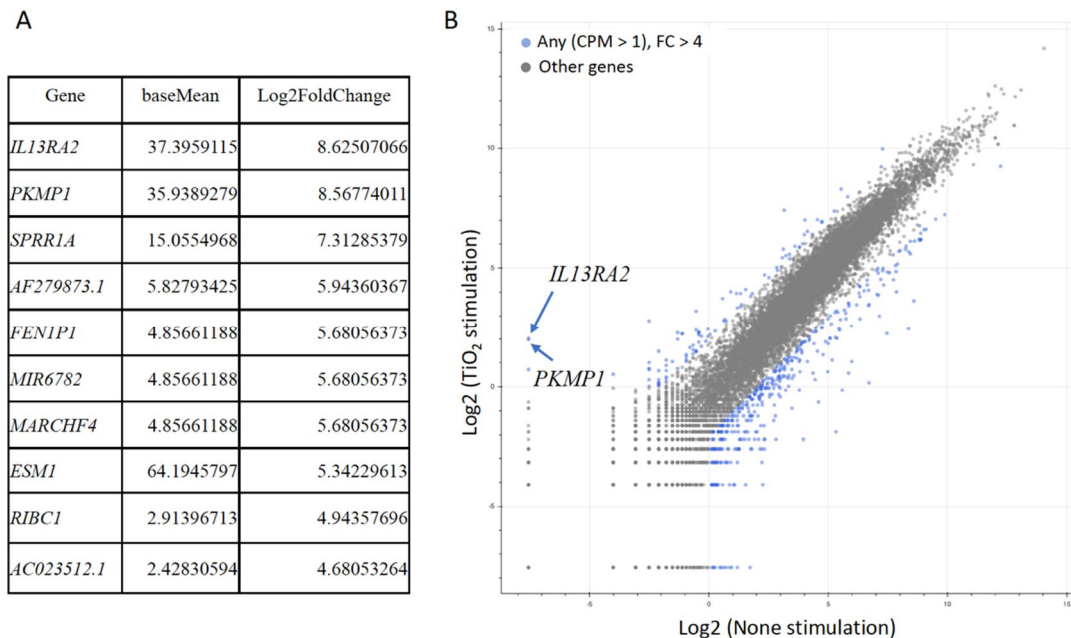 A
Gene baseMean Log2FoldChange
IL13RA2 37.3959115 8.62507066
PKMP1 35.9389279 8.56774011
SPRR1A 15.0554968 7.31285379
AF279873.1 5.82793425 5.94360367
FEN1P1 4.85661188 5.68056373
MIR6782 4.85661188 5.68056373
MARCHF4 4.85661188 5.68056373
ESM1 64.1945797 5.34229613
RIBC1 2.91396713 4.94357696
AC023512.1 2.42830594 4.68053264
B
Any (CPM > 1), FC > 4
Other genes
IL13RA2
PKMP1
Log2 (TiO₂ stimulation)
15
10
5
0
-5
-5 0 5 10 15
Log2 (None stimulation)